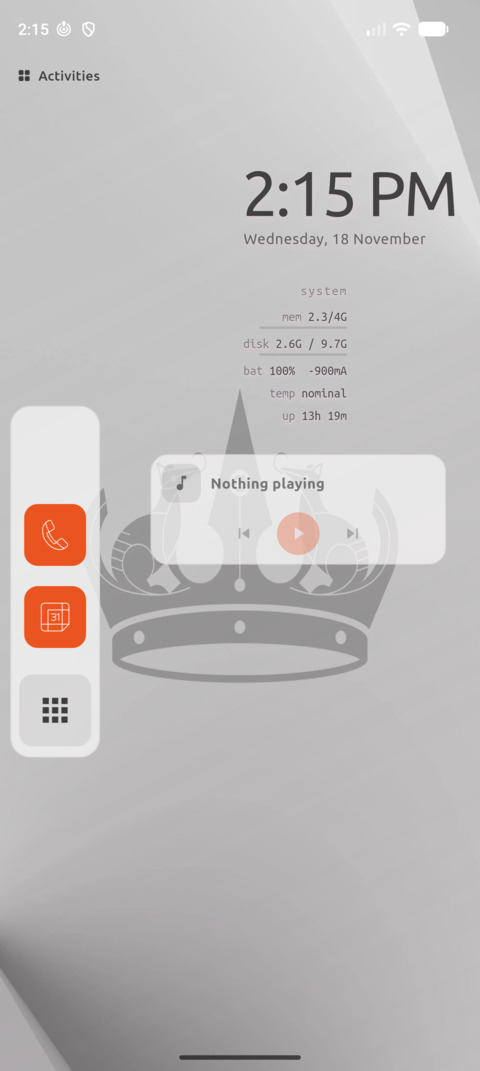 2:15
Activities
2:15 PM
Wednesday, 18 November
system
mem 2.3/4G
disk 2.6G / 9.7G
bat 100% -900mA
temp nominal
up 13h 19m
Nothing playing
31